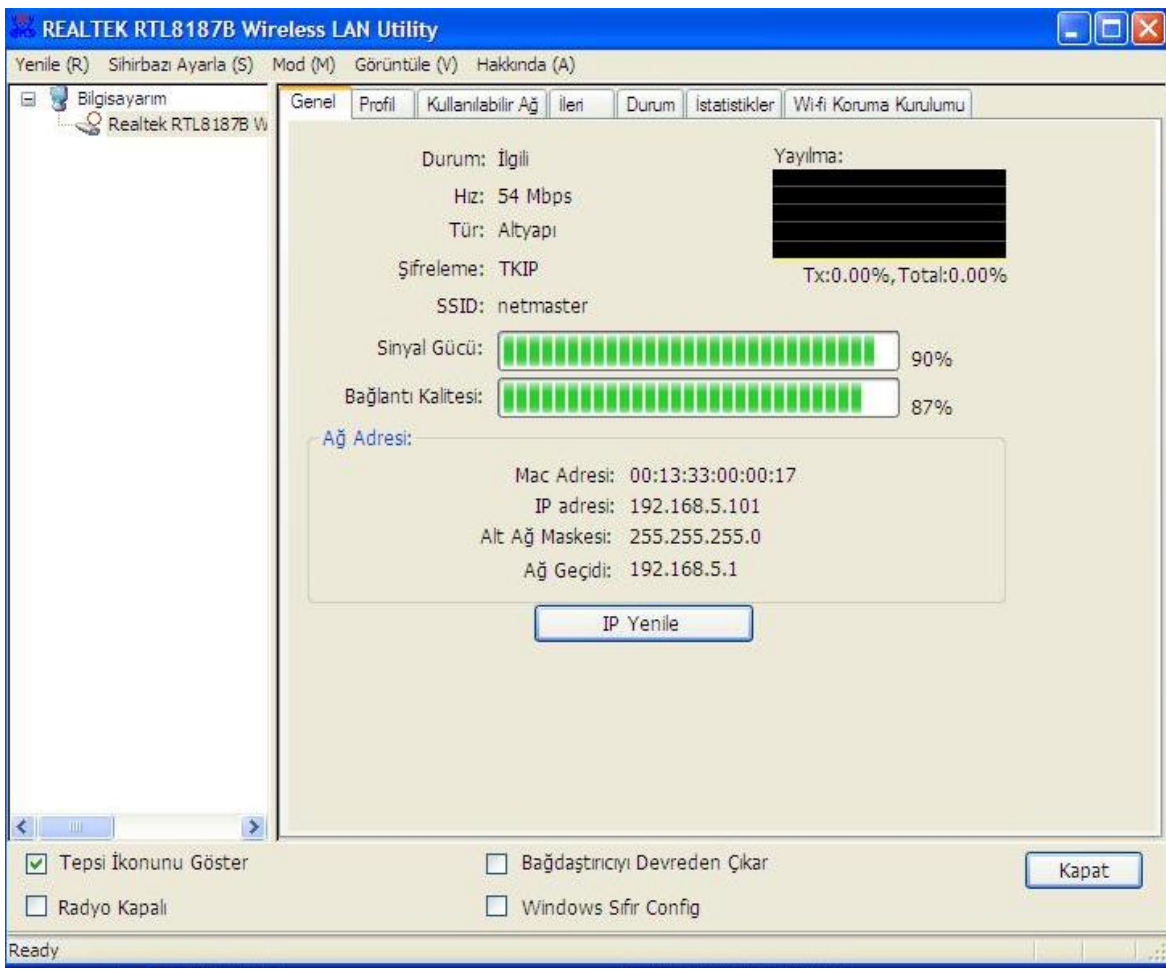 REALTEK RTL8187B Wireless LAN Utility
Yenile (R) Sihirbazı Ayarla (S) Mod (M) Görüntüle (V) Hakkında (A)
Bilgisayarım
Realtek RTL8187B W
Genel Profil Kullanılabilir Ağ İleri Durum İstatistikler Wi-fi Koruma Kurulumu
Durum: İlgili
Yayılma:
Hız: 54 Mbps
Tür: Altyapı
Şifreleme: TKIP
Tx:0.00%,Total:0.00%
SSID: netmaster
Sinyal Gücü: 90%
Bağlantı Kalitesi: 87%
Ağ Adresi:
Mac Adresi: 00:13:33:00:00:17
IP adresi: 192.168.5.101
Alt Ağ Maskesi: 255.255.255.0
Ağ Geçidi: 192.168.5.1
IP Yenile
Tepsi İkonunu Göster Bağdaştırıcıyı Devreden Çıkar
Kapat
Radyo Kapalı Windows Sıfır Config
Ready